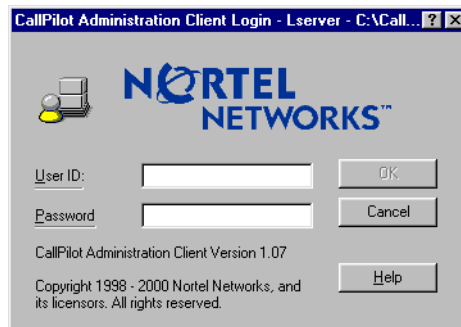 CallPilot Administration Client Login - Lserver - C:\Call...
NORTEL
NETWORKS™
User ID:
OK
Password
Cancel
CallPilot Administration Client Version 1.07
Help
Copyright 1998 - 2000 Nortel Networks, and
its licensors. All rights reserved.